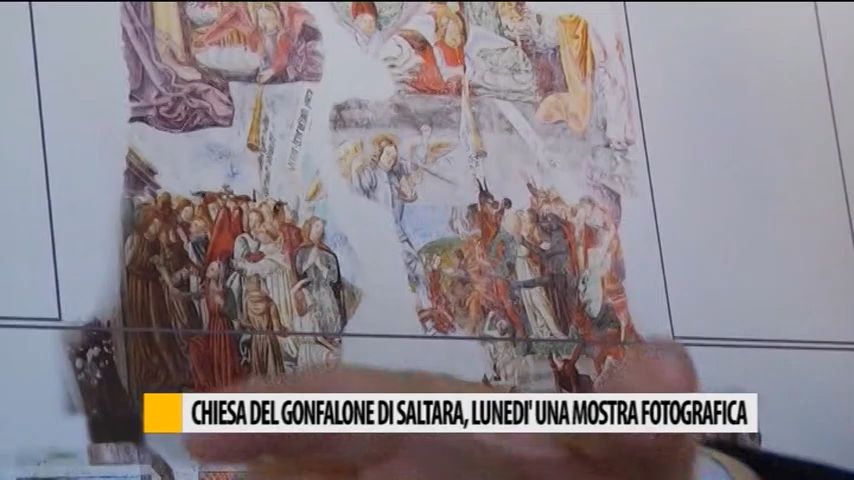 CHIESA DEL GONFALONE DI SALTARA, LUNEDI' UNA MOSTRA FOTOGRAFICA